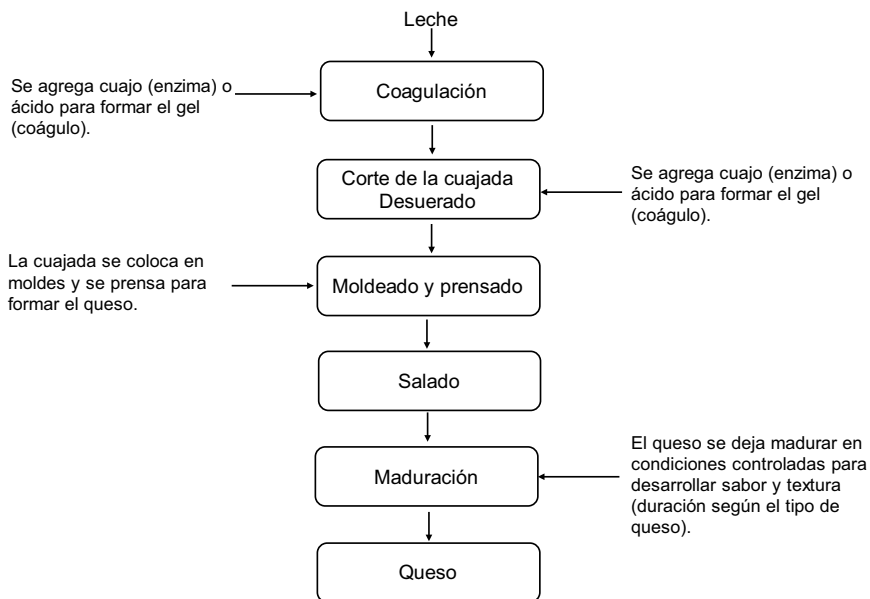 Leche
Se agrega cuajo (enzima) o
ácido para formar el gel
(coágulo).
Coagulación
Corte de la cuajada
Desuerado
Se agrega cuajo (enzima) o
ácido para formar el gel
(coágulo).
La cuajada se coloca en
moldes y se prensa para
formar el queso.
Moldeado y prensado
Salado
Maduración
El queso se deja madurar en
condiciones controladas para
desarrollar sabor y textura
(duración según el tipo de
queso).
Queso